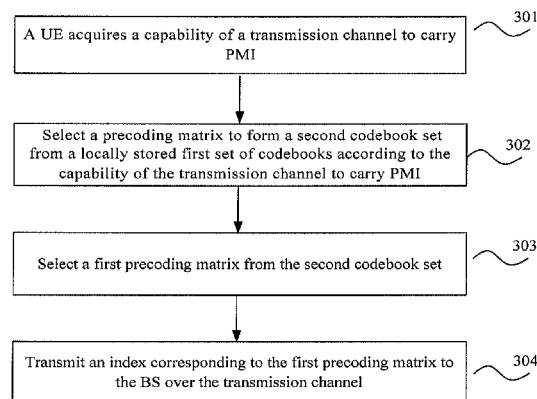 301
A UE acquires a capability of a transmission channel to carry
PMI
Select a precoding matrix to form a second codebook set
from a locally stored first set of codebooks according to the
capability of the transmission channel to carry PMI
302
303
Select a first precoding matrix from the second codebook set
Transmit an index corresponding to the first precoding matrix to
the BS over the transmission channel
304